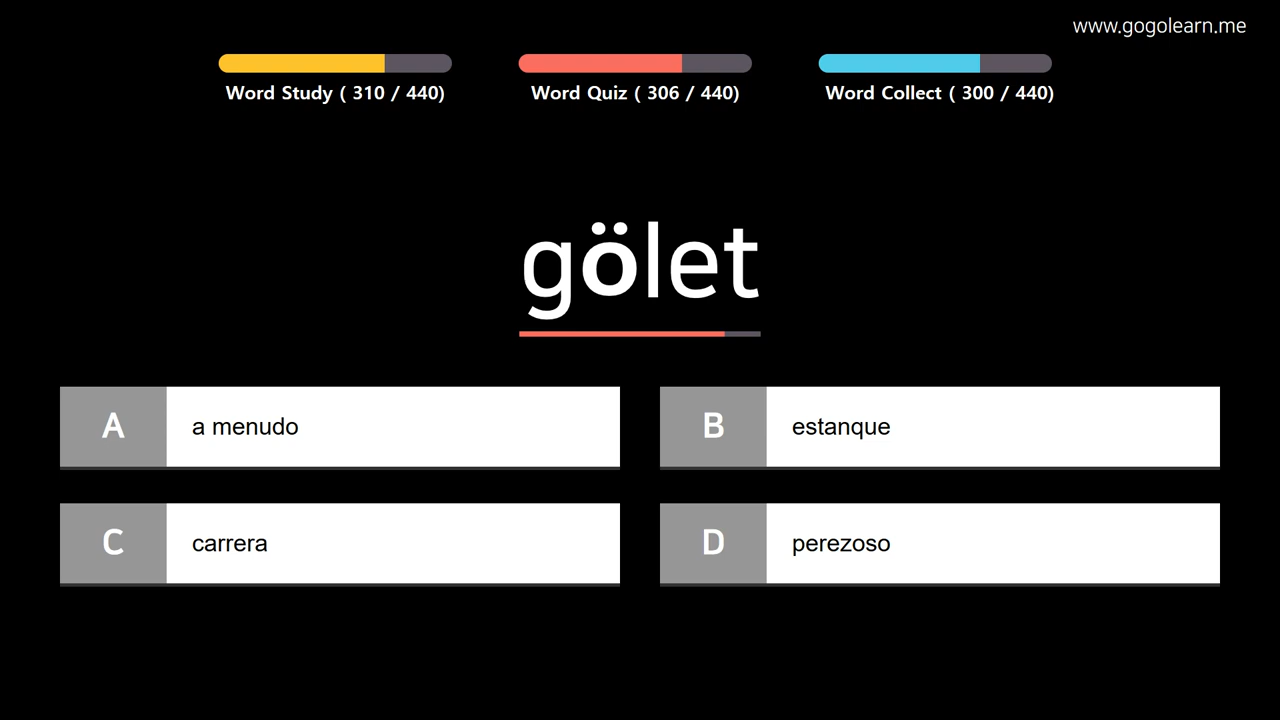 www.gogolearn.me
Word Study ( 310 / 440)
Word Quiz ( 306 / 440)
Word Collect ( 300 / 440)
gölet
A
a menudo
B
estanque
C
carrera
D
perezoso